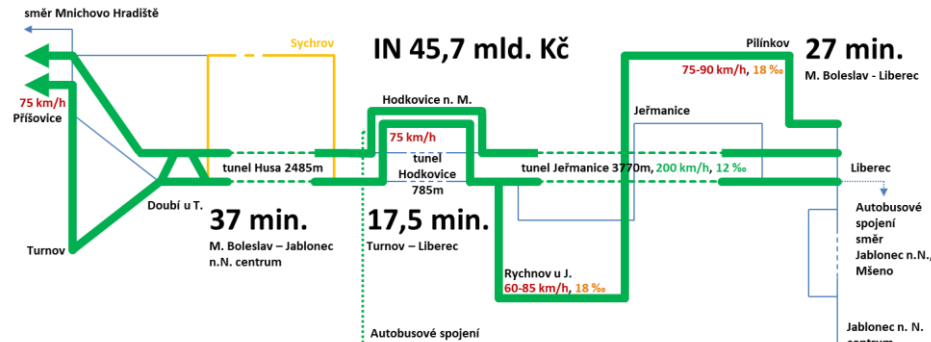 směr Mnichovo Hradiště
Sychrov
IN 45,7 mld. Kč
Pilínkov
27 min.
M. Boleslav - Liberec
75-90 km/h, 18 ‰
75 km/h
Příšovice
Hodkovice n. M.
Jeřmanice
75 km/h
tunel
Hodkovice
785m
tunel Husa 2485m
tunel Jeřmanice 3770m, 200 km/h, 12 ‰
Liberec
Doubí u T.
Autobusové
spojení
směr
Jablonec n.N.,
Mšeno
37 min.
M. Boleslav – Jablonec
n.N. centrum
17,5 min.
Turnov – Liberec
Turnov
Rychnov u J.
60-85 km/h, 18 ‰
Autobusové spojení
Jablonec n. N.
centrum